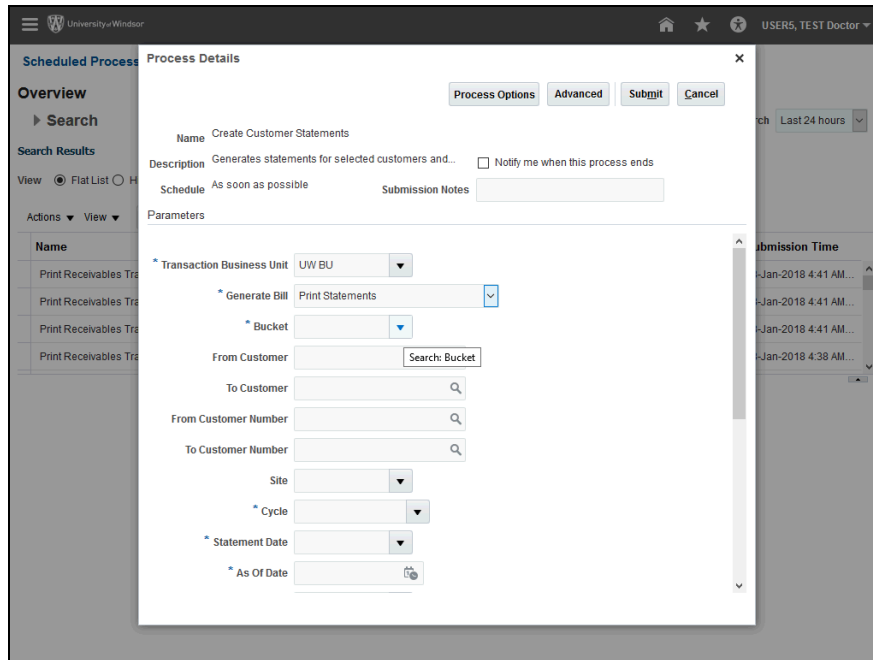 University of Windsor
USER5, TEST Doctor
Scheduled Process
Process Details
×
Process Options Advanced Submit Cancel
Overview
Search
rch Last 24 hours
Name Create Customer Statements
Search Results
Description Generates statements for selected customers and... Notify me when this process ends
View Flat List H
Schedule As soon as possible Submission Notes
Actions View
Parameters
Name
ubmission Time
* Transaction Business Unit UW BU
Print Receivables Tra
-Jan-2018 4:41 AM...
* Generate Bill Print Statements
Print Receivables Tra
-Jan-2018 4:41 AM...
* Bucket
Print Receivables Tra
-Jan-2018 4:41 AM...
From Customer
Search: Bucket
Print Receivables Tra
-Jan-2018 4:38 AM...
To Customer
From Customer Number
To Customer Number
Site
* Cycle
* Statement Date
* As Of Date